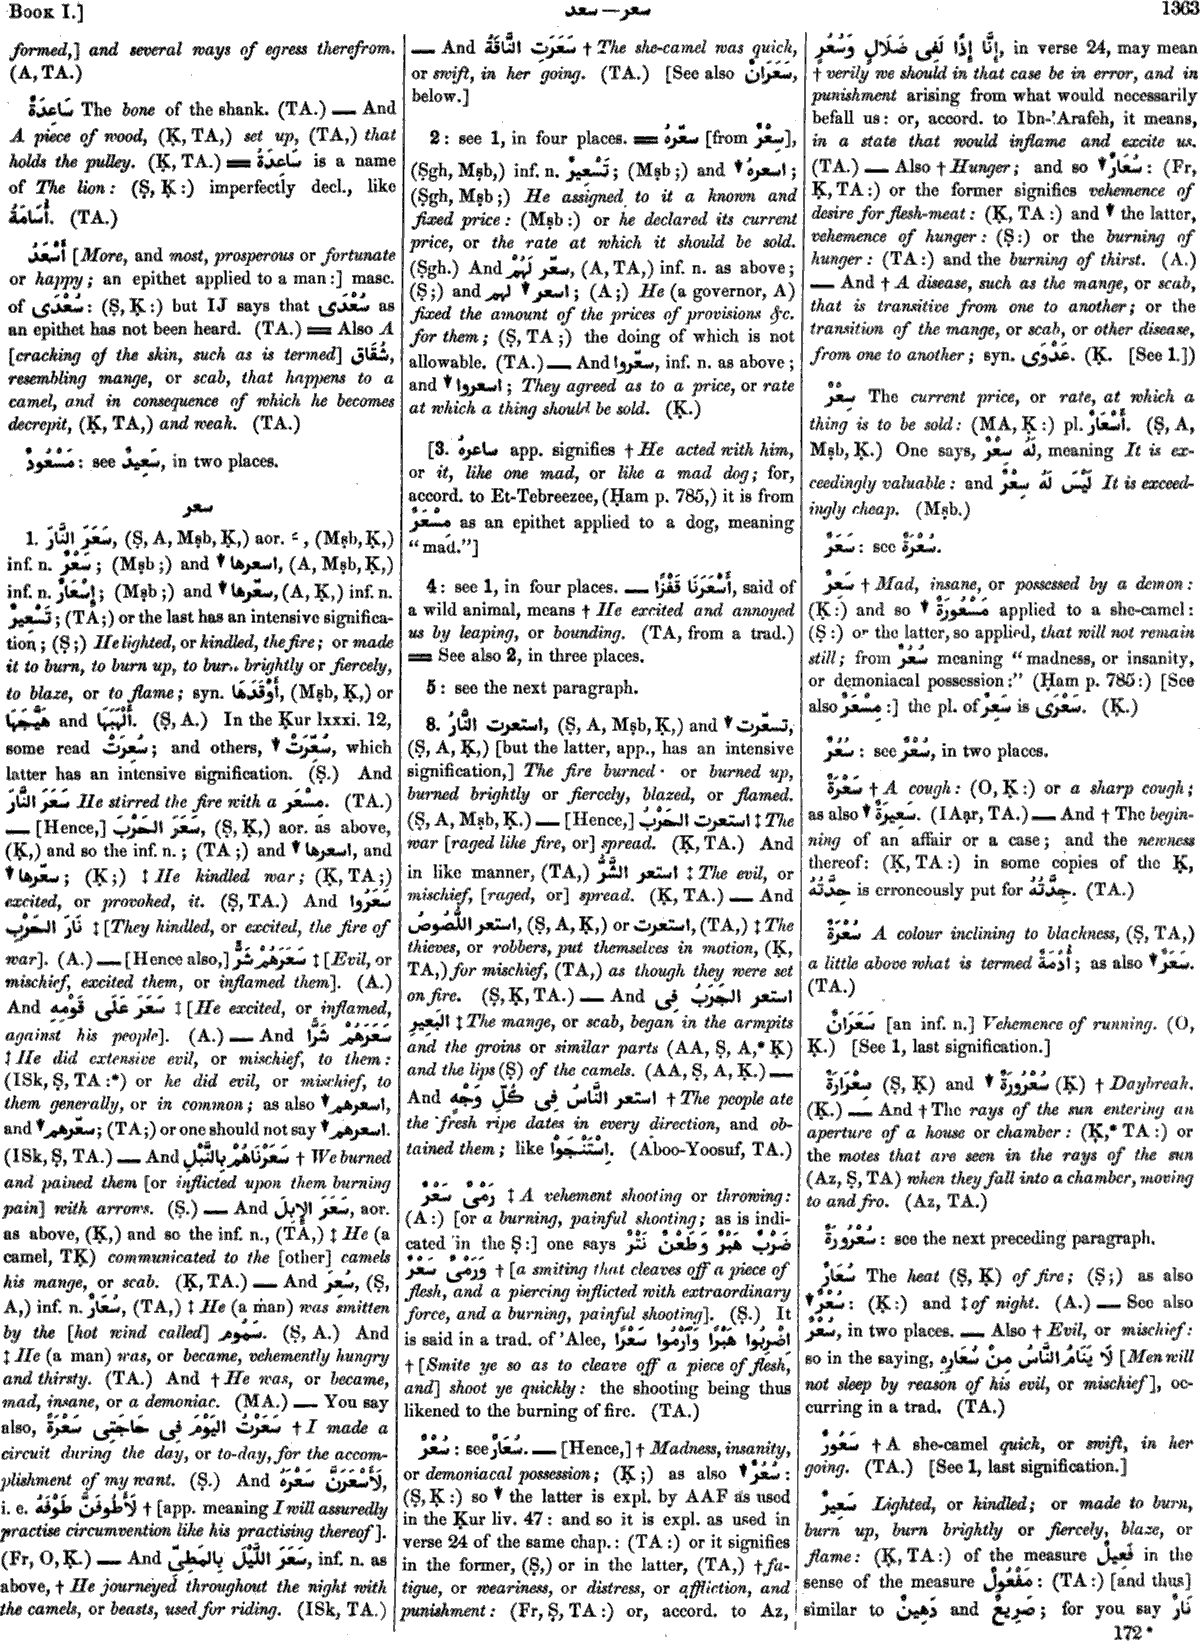 BOOK I.]
سعر — سعد
1363
formed,] and several ways of egress therefrom.
(A, TA.)
سَاعِدَةٌ The bone of the shank. (TA.) — And
A piece of wood, (Ḳ, TA,) set up, (TA,) that
holds the pulley. (Ḳ, TA.) ═ سَاعِدَةُ is a name
of The lion: (Ṣ, Ḳ:) imperfectly decl., like
أُسَامَةُ. (TA.)
أَسْعَدُ [More, and most, prosperous or fortunate
or happy; an epithet applied to a man:] masc.
of سُعْدَى: (Ṣ, Ḳ:) but IJ says that سُعْدَى as
an epithet has not been heard. (TA.) ═ Also A
[cracking of the skin, such as is termed] شُقَاق,
resembling mange, or scab, that happens to a
camel, and in consequence of which he becomes
decrepit, (Ḳ, TA,) and weak. (TA.)
مَسْعُودٌ: see سَعِيدٌ, in two places.
سعر
1. سَعَرَ النَّارَ, (Ṣ, A, Mṣb, Ḳ,) aor. ـَ, (Mṣb, Ḳ,)
inf. n. سَعْرٌ; (Mṣb;) and ▼ اسعرها, (A, Mṣb, Ḳ,)
inf. n. إِسْعَارٌ; (Mṣb;) and ▼ سعّرها, (A, Ḳ,) inf. n.
تَسْعِيرٌ; (TA;) or the last has an intensive significa-
tion; (Ṣ;) He lighted, or kindled, the fire; or made
it to burn, to burn up, to burn brightly or fiercely,
to blaze, or to flame; syn. أَوْقَدَهَا, (Mṣb, Ḳ,) or
هَيَّجَهَا and أَلْهَبَهَا. (Ṣ, A.) In the Ḳur lxxxi. 12,
some read سُعِرَتْ; and others, ▼ سُعِّرَتْ, which
latter has an intensive signification. (Ṣ.) And
سَعَرَ النَّارَ He stirred the fire with a مِسْعَر. (TA.)
— [Hence,] سَعَرَ الحَرْبَ, (Ṣ, Ḳ,) aor. as above,
(Ḳ,) and so the inf. n.; (TA;) and ▼ اسعرها, and
▼ سعّرها; (Ḳ;) ‡ He kindled war; (Ḳ, TA;)
excited, or provoked, it. (Ṣ, TA.) And سَعَرُوا
نَارَ الحَرْبِ ‡ [They kindled, or excited, the fire of
war]. (A.) — [Hence also,] سَعَرَهُمْ شَرٌّ ‡ [Evil, or
mischief, excited them, or inflamed them]. (A.)
And سَعَرَ عَلَى قَوْمِهِ ‡ [He excited, or inflamed,
against his people]. (A.) — And سَعَرَهُمْ شَرًّا
‡ He did extensive evil, or mischief, to them:
(ISk, Ṣ, TA:*) or he did evil, or mischief, to
them generally, or in common; as also ▼ اسعرهم,
and ▼ سعّرهم; (TA;) or one should not say ▼ اسعرهم.
(ISk, Ṣ, TA.) — And سَعَرْنَاهُمْ بِالنَّبْلِ † We burned
and pained them [or inflicted upon them burning
pain] with arrows. (Ṣ.) — And سَعَرَ الإِبِلَ, aor.
as above, (Ḳ,) and so the inf. n., (TA,) ‡ He (a
camel, TḲ) communicated to the [other] camels
his mange, or scab. (Ḳ, TA.) — And سُعِرَ, (Ṣ,
A,) inf. n. سُعَارٌ, (TA,) ‡ He (a man) was smitten
by the [hot wind called] سَمُوم. (Ṣ, A.) And
‡ He (a man) was, or became, vehemently hungry
and thirsty. (TA.) And † He was, or became,
mad, insane, or a demoniac. (MA.) — You say
also, سَعَرْتُ اليَوْمَ فِى حَاجَتِى سَعْرَةً † I made a
circuit during the day, or to-day, for the accom-
plishment of my want. (Ṣ.) And لَأَسْعَرَنَّ سَعْرَهُ,
i. e. لَأَطُوفَنَّ طَوْفَهُ † [app. meaning I will assuredly
practise circumvention like his practising thereof].
(Fr, O, Ḳ.) — And سَعَرَ اللَّيْلَ بِالمَطِىِّ, inf. n. as
above, † He journeyed throughout the night with
the camels, or beasts, used for riding. (ISk, TA.)
— And سَعَرَتِ النَّاقَةُ † The she-camel was quick,
or swift, in her going. (TA.) [See also سَعَرَانٌ,
below.]
2: see 1, in four places. ═ سعّرهُ [from سِعْرٌ],
(Ṣgh, Mṣb,) inf. n. تَسْعِيرٌ; (Mṣb;) and ▼ اسعرهُ;
(Ṣgh, Mṣb;) He assigned to it a known and
fixed price: (Mṣb:) or he declared its current
price, or the rate at which it should be sold.
(Ṣgh.) And سعّر لَهُمْ, (A, TA,) inf. n. as above;
(Ṣ;) and ▼ اسعر لهم; (A;) He (a governor, A)
fixed the amount of the prices of provisions &c.
for them; (Ṣ, TA;) the doing of which is not
allowable. (TA.) — And سعّروا, inf. n. as above;
and ▼ اسعروا; They agreed as to a price, or rate
at which a thing should be sold. (Ḳ.)
[3. ساعرهُ app. signifies † He acted with him,
or it, like one mad, or like a mad dog; for,
accord. to Et-Tebreezee, (Ḥam p. 785,) it is from
مِسْعَرٌ as an epithet applied to a dog, meaning
“mad.”]
4: see 1, in four places. — أَسْعَرَنَا قَفْزًا, said of
a wild animal, means † He excited and annoyed
us by leaping, or bounding. (TA, from a trad.)
═ See also 2, in three places.
5: see the next paragraph.
8. استعرت النَّارُ, (Ṣ, A, Mṣb, Ḳ,) and ▼ تسعّرت,
(Ṣ, A, Ḳ,) [but the latter, app., has an intensive
signification,] The fire burned or burned up,
burned brightly or fiercely, blazed, or flamed.
(Ṣ, A, Mṣb, Ḳ.) — [Hence,] استعرت الحَرْبُ ‡ The
war [raged like fire, or] spread. (Ḳ, TA.) And
in like manner, (TA,) استعر الشَّرُّ ‡ The evil, or
mischief, [raged, or] spread. (Ḳ, TA.) — And
استعر اللُّصُوصُ, (Ṣ, A, Ḳ,) or استعرت, (TA,) ‡ The
thieves, or robbers, put themselves in motion, (Ḳ,
TA,) for mischief, (TA,) as though they were set
on fire. (Ṣ, Ḳ, TA.) — And استعر الجَرَبُ فِى
البَعِيرِ ‡ The mange, or scab, began in the armpits
and the groins or similar parts (AA, Ṣ, A,* Ḳ)
and the lips (Ṣ) of the camels. (AA, Ṣ, A, Ḳ.) —
And استعر النَّاسُ فِى كُلِّ وَجْهٍ † The people ate
the fresh ripe dates in every direction, and ob-
tained them; like اِسْتَنْجَوْا. (Aboo-Yoosuf, TA.)
رَمْىٌ سَعْرٌ ‡ A vehement shooting or throwing:
(A:) [or a burning, painful shooting; as is indi-
cated in the Ṣ:] one says ضَرْبٌ هَبْرٌ وَطَعْنٌ نَتْرٌ
وَرَمْىٌ سَعْرٌ † [a smiting that cleaves off a piece of
flesh, and a piercing inflicted with extraordinary
force, and a burning, painful shooting]. (Ṣ.) It
is said in a trad. of ’Alee, اِضْرِبُوا هَبْرًا وَٱرْمُوا سَعْرًا
† [Smite ye so as to cleave off a piece of flesh,
and] shoot ye quickly: the shooting being thus
likened to the burning of fire. (TA.)
سُعْرٌ: see سُعَارٌ. — [Hence,] † Madness, insanity,
or demoniacal possession; (Ḳ;) as also ▼ سُعُرٌ:
(Ṣ, Ḳ:) so ▼ the latter is expl. by AAF as used
in the Ḳur liv. 47: and so it is expl. as used in
verse 24 of the same chap.: (TA:) or it signifies
in the former, (Ṣ,) or in the latter, (TA,) † fa-
tigue, or weariness, or distress, or affliction, and
punishment: (Fr, Ṣ, TA:) or, accord. to Az,
إِنَّا إِذًا لَفِى ضَلَالٍ وَسُعُرٍ, in verse 24, may mean
† verily we should in that case be in error, and in
punishment arising from what would necessarily
befall us: or, accord. to Ibn-’Arafeh, it means,
in a state that would inflame and excite us.
(TA.) — Also † Hunger; and so ▼ سُعَارٌ: (Fr,
Ḳ, TA:) or the former signifies vehemence of
desire for flesh-meat: (Ḳ, TA:) and ▼ the latter,
vehemence of hunger: (Ṣ:) or the burning of
hunger: (TA:) and the burning of thirst. (A.)
— And † A disease, such as the mange, or scab,
that is transitive from one to another; or the
transition of the mange, or scab, or other disease,
from one to another; syn. عَدْوَى. (Ḳ. [See 1.])
سِعْرٌ The current price, or rate, at which a
thing is to be sold: (MA, Ḳ:) pl. أَسْعَارٌ. (Ṣ, A,
Mṣb, Ḳ.) One says, لَهُ سِعْرٌ, meaning It is ex-
ceedingly valuable: and لَيْسَ لَهُ سِعْرٌ It is exceed-
ingly cheap. (Mṣb.)
سَعَرٌ: see سُعْرَةٌ.
سَعِرٌ † Mad, insane, or possessed by a demon:
(Ḳ:) and so ▼ مَسْعُورَةٌ applied to a she-camel:
(Ṣ:) or the latter, so applied, that will not remain
still; from سُعُرٌ meaning “madness, or insanity,
or demoniacal possession:” (Ḥam p. 785:) [See
also مِسْعَرٌ:] the pl. of سَعِرٌ is سَعْرَى. (Ḳ.)
سُعُرٌ: see سُعْرٌ, in two places.
سَعْرَةٌ † A cough: (O, Ḳ:) or a sharp cough;
as also ▼ سَعِيرَةٌ. (IAạr, TA.) — And † The begin-
ning of an affair or a case; and the newness
thereof: (Ḳ, TA:) in some copies of the Ḳ,
حِدَّتُهُ is erroneously put for جِدَّتُهُ. (TA.)
سُعْرَةٌ A colour inclining to blackness, (Ṣ, TA,)
a little above what is termed أُدْمَةٌ; as also ▼ سَعَرٌ.
(TA.)
سَعَرَانٌ [an inf. n.] Vehemence of running. (O,
Ḳ.) [See 1, last signification.]
سِعْرَارَةٌ (Ṣ, Ḳ) and ▼ سُعْرُورَةٌ (Ḳ) † Daybreak.
(Ḳ.) — And † The rays of the sun entering an
aperture of a house or chamber: (Ḳ,* TA:) or
the motes that are seen in the rays of the sun
(Az, Ṣ, TA) when they fall into a chamber, moving
to and fro. (Az, TA.)
سُعْرُورَةٌ: see the next preceding paragraph.
سُعَارٌ The heat (Ṣ, Ḳ) of fire; (Ṣ;) as also
▼ سُعْرٌ: (Ḳ:) and ‡ of night. (A.) — See also
سُعْرٌ, in two places. — Also † Evil, or mischief:
so in the saying, لَا يَنَامُ النَّاسُ مِنْ سُعَارِهِ [Men will
not sleep by reason of his evil, or mischief], oc-
curring in a trad. (TA.)
سَعُورٌ † A she-camel quick, or swift, in her
going. (TA.) [See 1, last signification.]
سَعِيرٌ Lighted, or kindled; or made to burn,
burn up, burn brightly or fiercely, blaze, or
flame: (Ḳ, TA:) of the measure فَعِيلٌ in the
sense of the measure مَفْعُولٌ: (TA:) [and thus]
similar to دَهِينٌ and صَرِيعٌ; for you say نَارٌ
172*